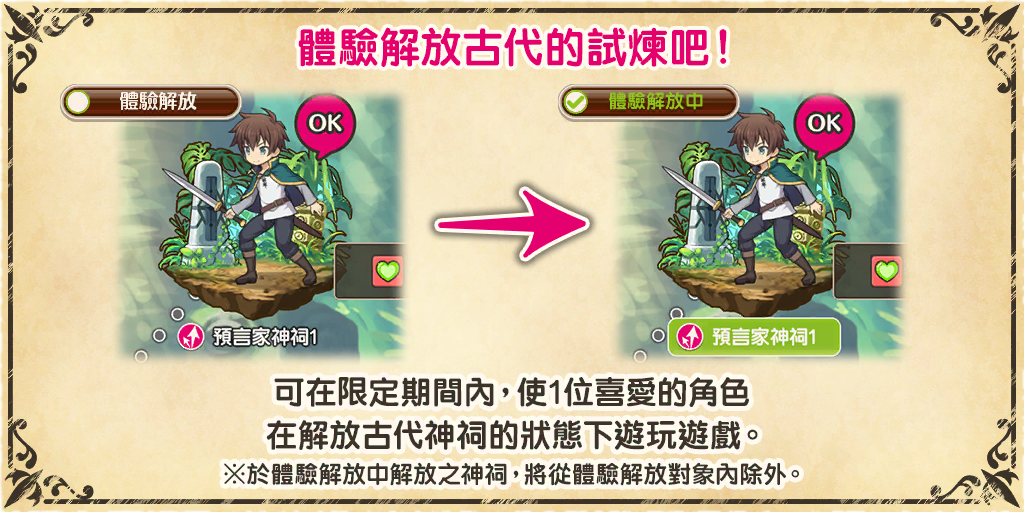 體驗解放古代的試煉吧!
體驗解放
OK
預言家神祠1
體驗解放中
OK
預言家神祠1
可在限定期間內,使1位喜愛的角色
在解放古代神祠的狀態下遊玩遊戲。
※於體驗解放中解放之神祠,將從體驗解放對象內除外。